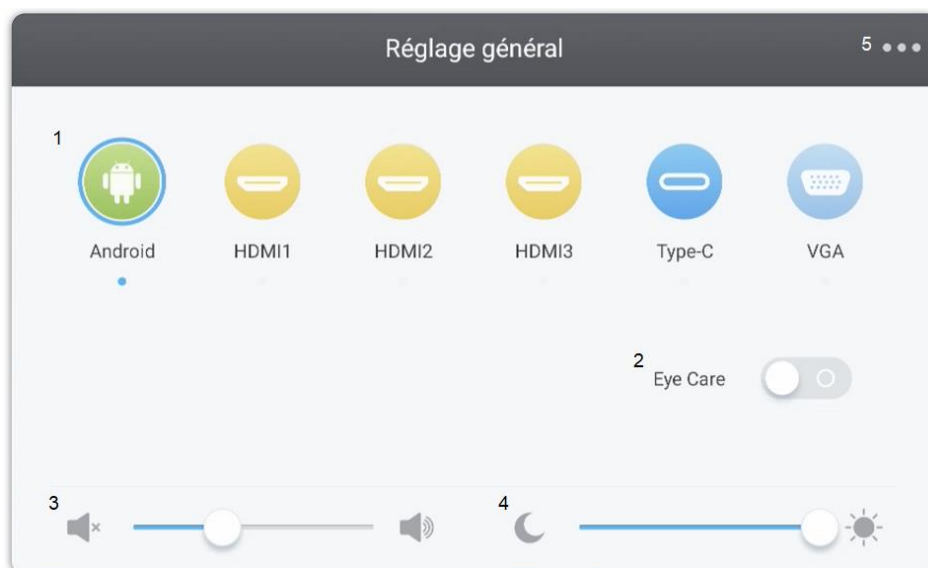 Réglage général
5
1
Android HDMI1 HDMI2 HDMI3 Type-C VGA
2
Eye Care
3 4